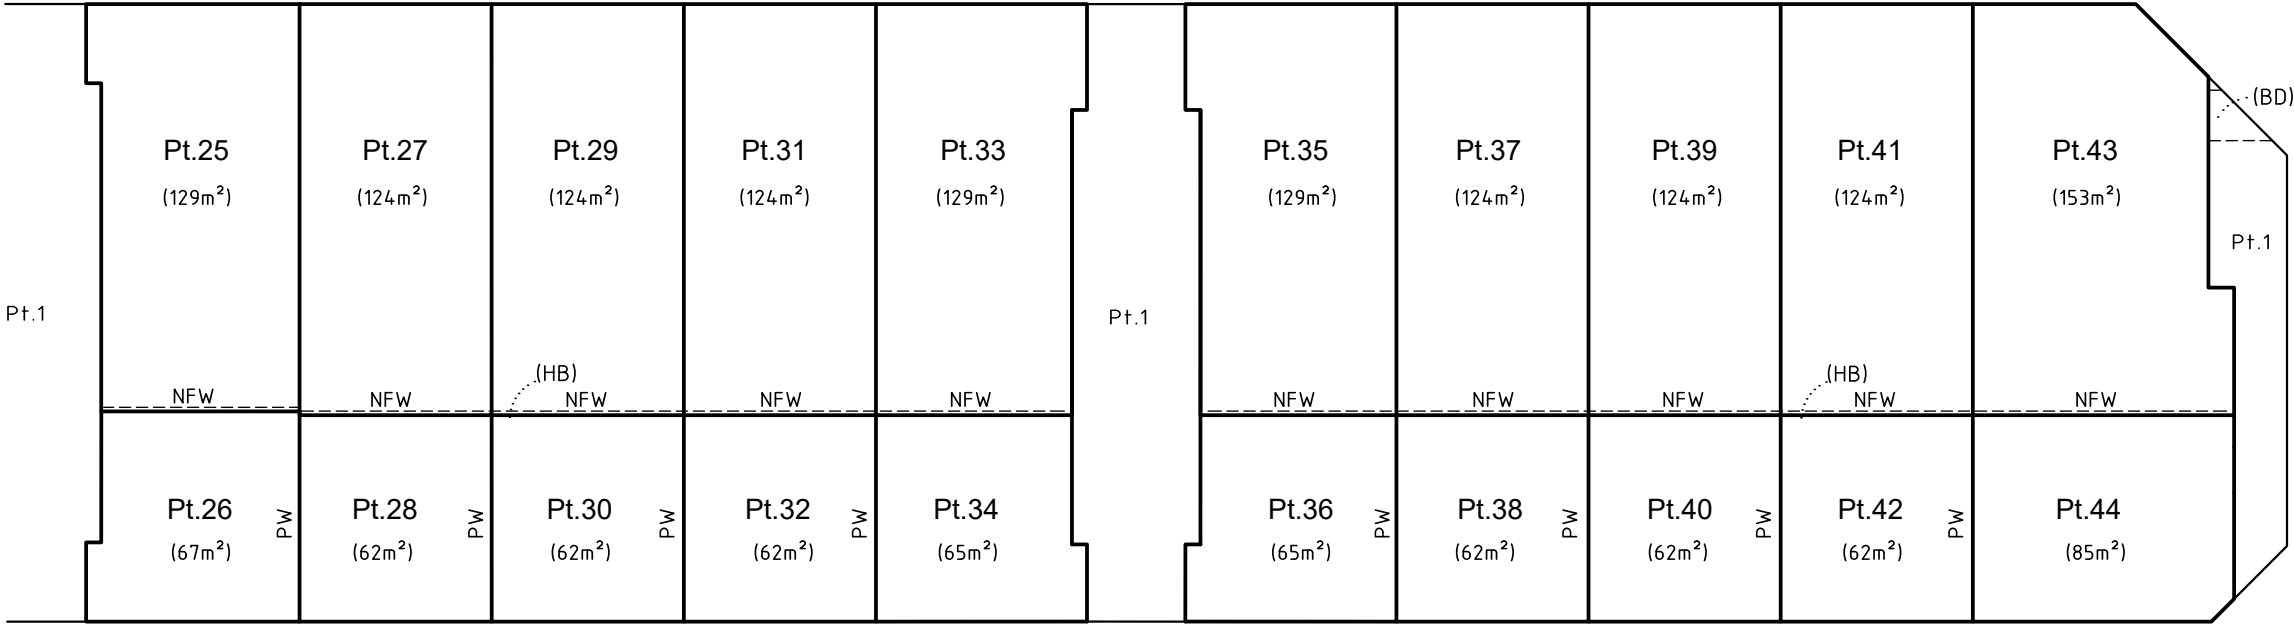 (BD)
Pt.25 Pt.27 Pt.29 Pt.31 Pt.33 Pt.35 Pt.37 Pt.39 Pt.41 Pt.43
(129m²) (124m²) (124m²) (124m²) (129m²) (129m²) (124m²) (124m²) (124m²) (153m²)
Pt.1
Pt.1 Pt.1
(HB) (HB)
NFW NFW NFW NFW NFW NFW NFW NFW NFW NFW
Pt.26 Pt.28 Pt.30 Pt.32 Pt.34 Pt.36 Pt.38 Pt.40 Pt.42 Pt.44
PW PW PW PW PW PW PW PW
(67m²) (62m²) (62m²) (62m²) (65m²) (65m²) (62m²) (62m²) (62m²) (85m²)